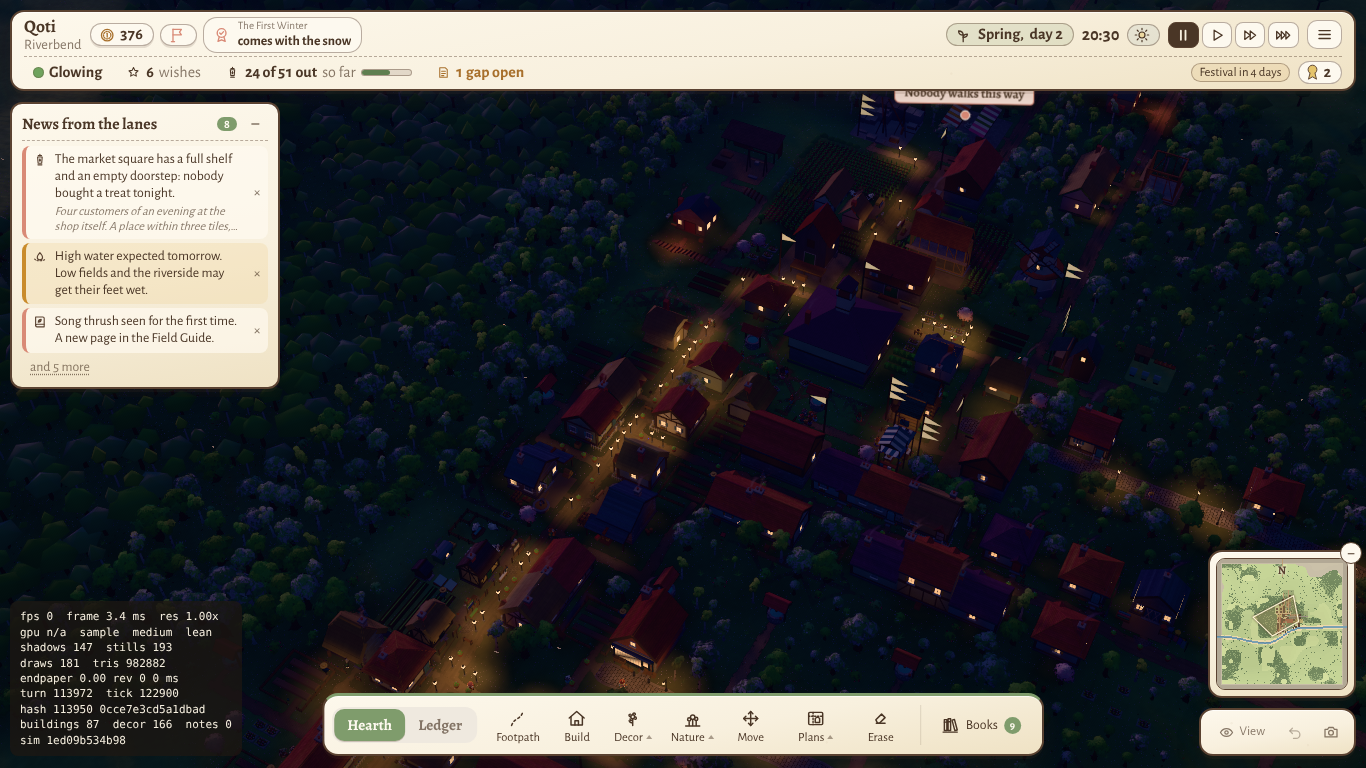 Qoti
Riverbend
376
The First Winter
comes with the snow
Spring, day 2
20:30
Glowing
6 wishes
24 of 51 out so far
1 gap open
Festival in 4 days
2
News from the lanes
8
The market square has a full shelf
and an empty doorstep: nobody
bought a treat tonight.
Four customers of an evening at the
shop itself. A place within three tiles,...
High water expected tomorrow.
Low fields and the riverside may
get their feet wet.
Song thrush seen for the first time.
A new page in the Field Guide.
and 5 more
Nobody walks this way
N
fps 0 frame 3.4 ms res 1.00x
gpu n/a sample medium lean
shadows 147 stills 193
draws 181 tris 982882
endpaper 0.00 rev 0 0 ms
turn 113972 tick 122900
hash 113950 0cce7e3cd5a1dbad
buildings 87 decor 166 notes 0
sim 1ed09b534b98
Hearth
Ledger
Footpath
Build
Decor
Nature
Move
Plans
Erase
Books
9
View